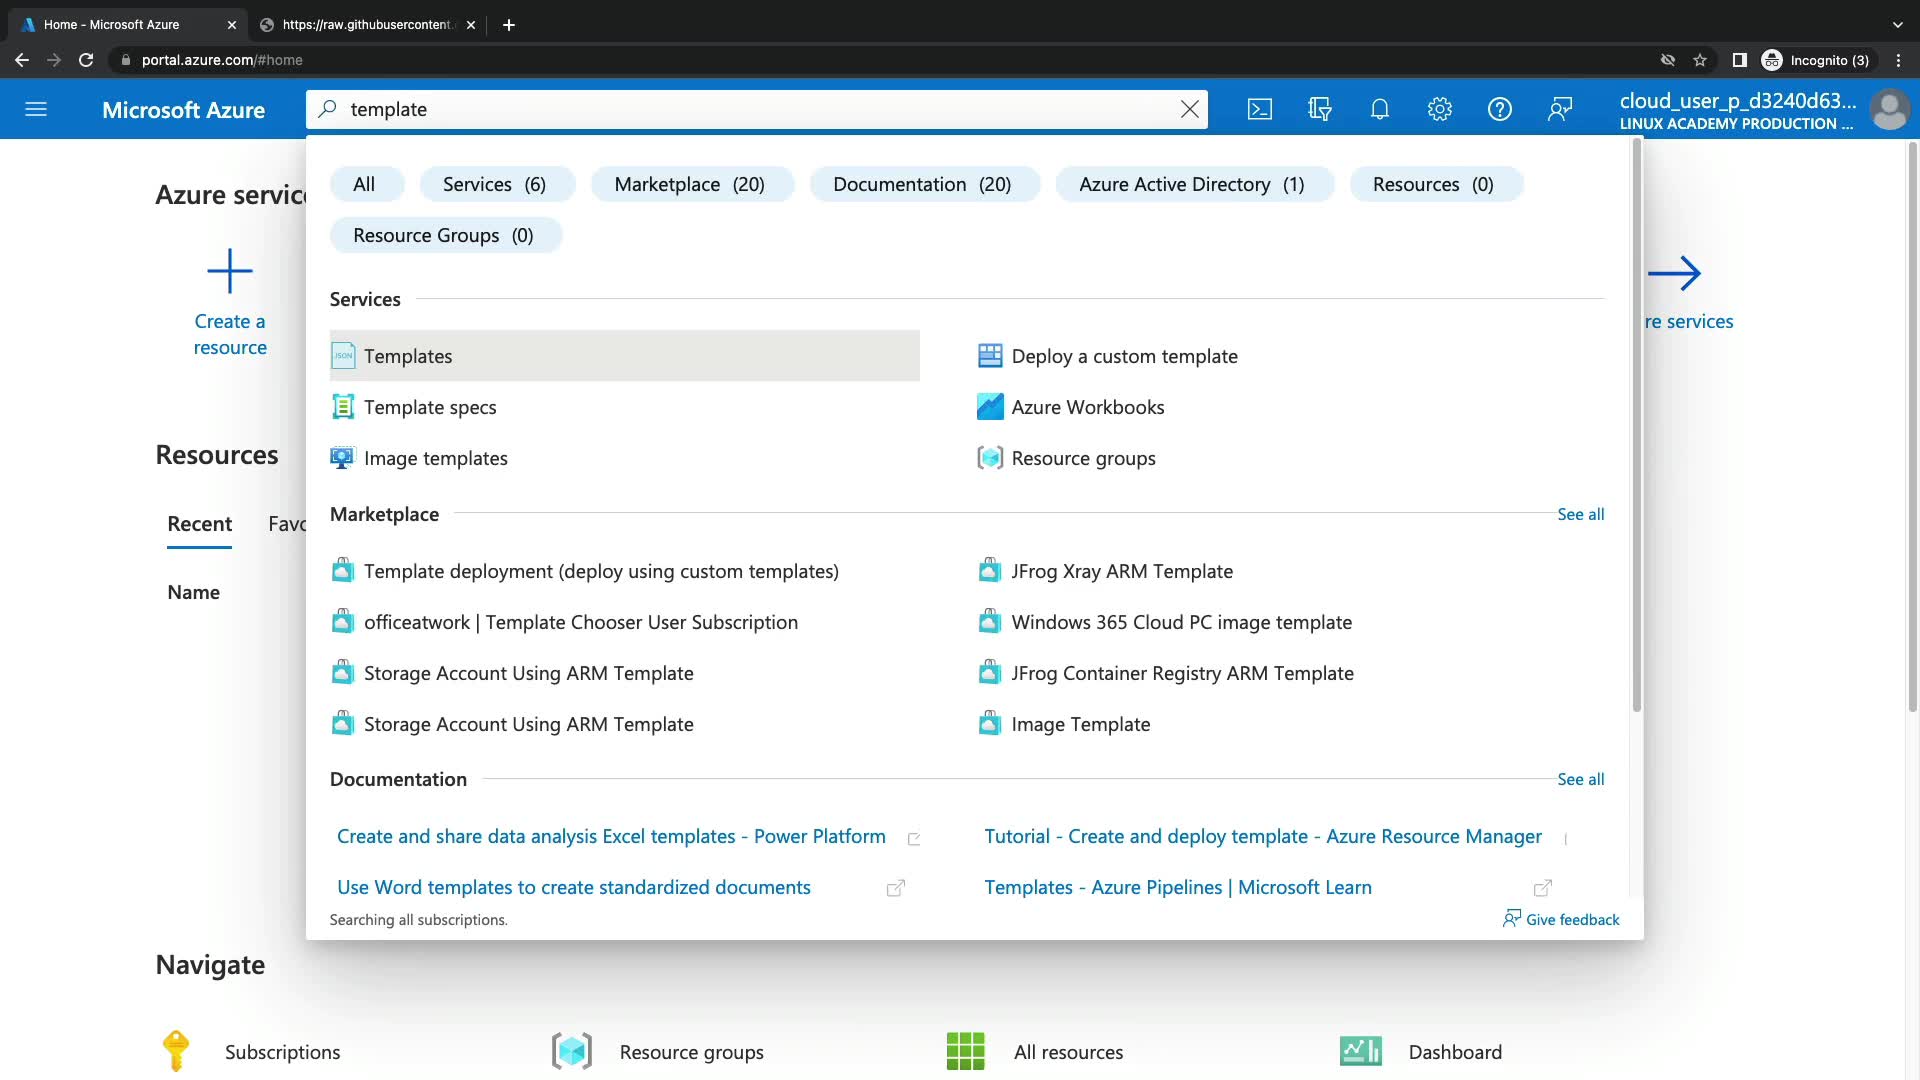 Home - Microsoft Azure
https://raw.githubusercontent.
portal.azure.com/#home
Incognito (3)
Microsoft Azure
template
cloud_user_p_d3240d63...
LINUX ACADEMY PRODUCTION ...
All
Services (6)
Marketplace (20)
Documentation (20)
Azure Active Directory (1)
Resources (0)
Resource Groups (0)
Azure servic
Create a
resource
re services
Services
JSON
Templates
Deploy a custom template
Template specs
Azure Workbooks
Image templates
Resource groups
Resources
Recent
Favo
Name
Marketplace
See all
Template deployment (deploy using custom templates)
JFrog Xray ARM Template
officeatwork | Template Chooser User Subscription
Windows 365 Cloud PC image template
Storage Account Using ARM Template
JFrog Container Registry ARM Template
Storage Account Using ARM Template
Image Template
Documentation
See all
Create and share data analysis Excel templates - Power Platform
Tutorial - Create and deploy template - Azure Resource Manager
Use Word templates to create standardized documents
Templates - Azure Pipelines | Microsoft Learn
Searching all subscriptions.
Give feedback
Navigate
Subscriptions
Resource groups
All resources
Dashboard